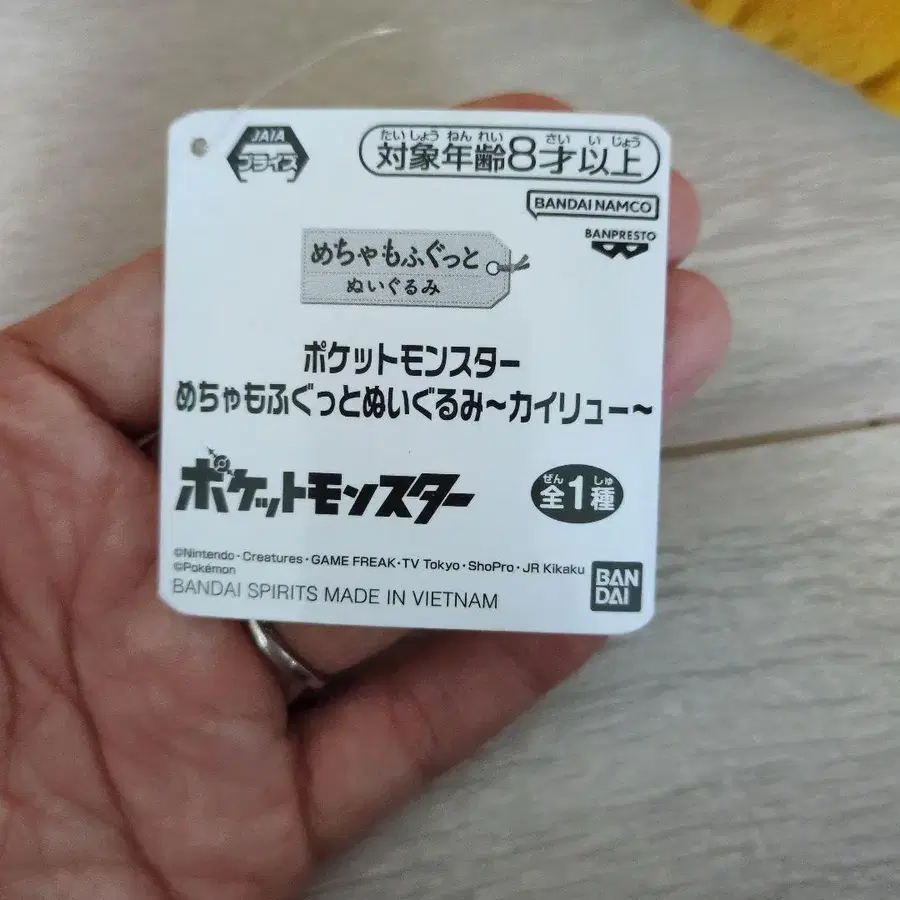 JAIA
プライズ
たいしょうねんれい さい いじょう
対象年齢8才以上
BANDAI NAMCO
BANPRESTO
めちゃもふぐっと
ぬいぐるみ
ポケットモンスター
めちゃもふぐっとぬいぐるみ~カイリュー~
ポケットモンスター
ぜん しゅ
全1種
©Nintendo・Creatures・GAME FREAK・TV Tokyo・ShoPro・JR Kikaku
©Pokémon
BANDAI SPIRITS MADE IN VIETNAM
BAN
DAI